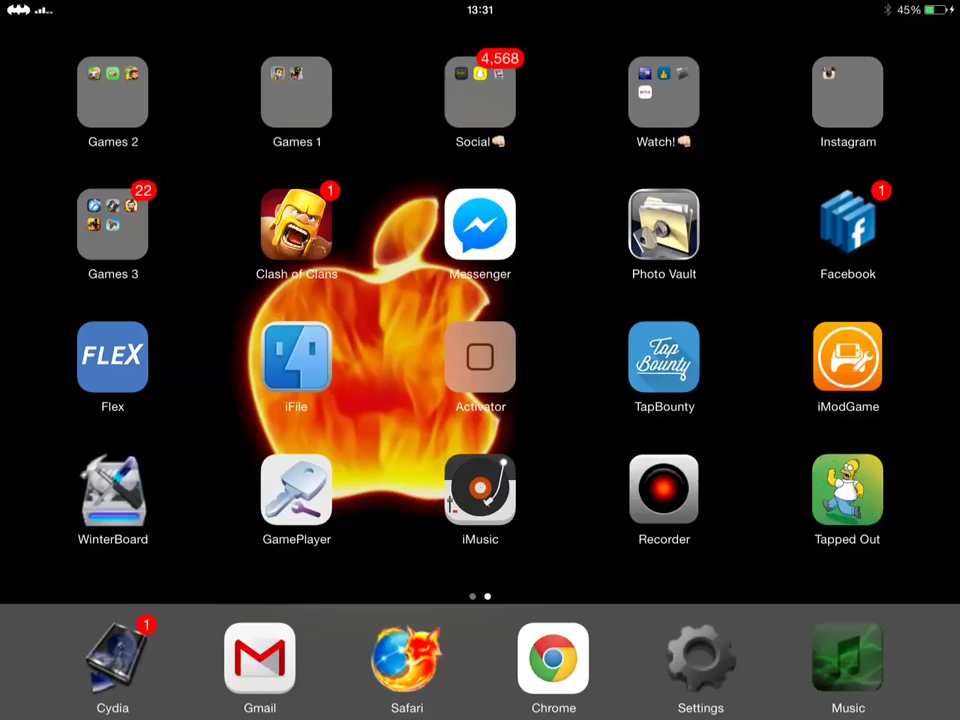 13:31
45%
4,568
Games 2
Games 1
Social👊🏻
Watch!👊🏻
Instagram
22
1
1
Games 3
Clash of Clans
Messenger
Photo Vault
Facebook
FLEX
Tap
Bounty
Flex
iFile
Activator
TapBounty
iModGame
WinterBoard
GamePlayer
iMusic
Recorder
Tapped Out
1
Cydia
Gmail
Safari
Chrome
Settings
Music